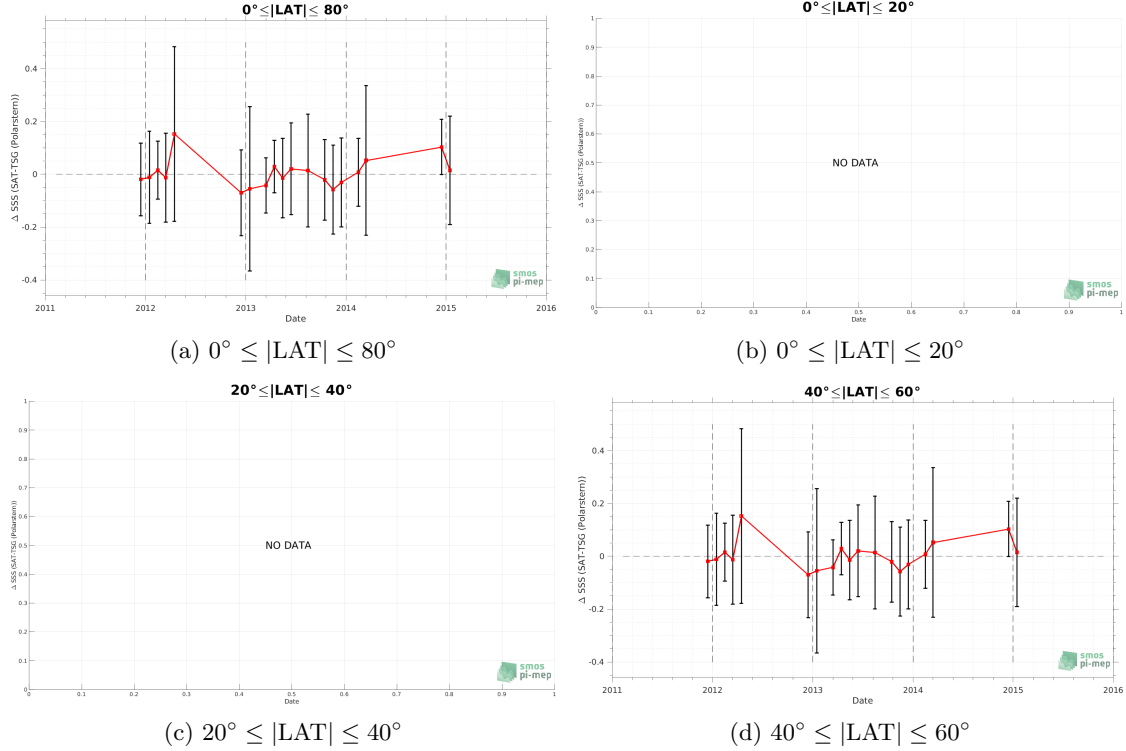 0°≤|LAT|≤ 80°
Δ SSS (SAT-TSG (Polarstern))
0.4
0.2
0
-0.2
-0.4
2011 2012 2013 2014 2015 2016
Date
smos
pi-mep
(a) 0° ≤ |LAT| ≤ 80°
0°≤|LAT|≤ 20°
Δ SSS (SAT-TSG (Polarstern))
1
0.9
0.8
0.7
0.6
0.5
0.4
0.3
0.2
0.1
0
NO DATA
0 0.1 0.2 0.3 0.4 0.5 0.6 0.7 0.8 0.9 1
Date
smos
pi-mep
(b) 0° ≤ |LAT| ≤ 20°
20°≤|LAT|≤ 40°
Δ SSS (SAT-TSG (Polarstern))
1
0.9
0.8
0.7
0.6
0.5
0.4
0.3
0.2
0.1
0
NO DATA
0 0.1 0.2 0.3 0.4 0.5 0.6 0.7 0.8 0.9 1
Date
smos
pi-mep
(c) 20° ≤ |LAT| ≤ 40°
40°≤|LAT|≤ 60°
Δ SSS (SAT-TSG (Polarstern))
0.4
0.2
0
-0.2
-0.4
2011 2012 2013 2014 2015 2016
Date
smos
pi-mep
(d) 40° ≤ |LAT| ≤ 60°